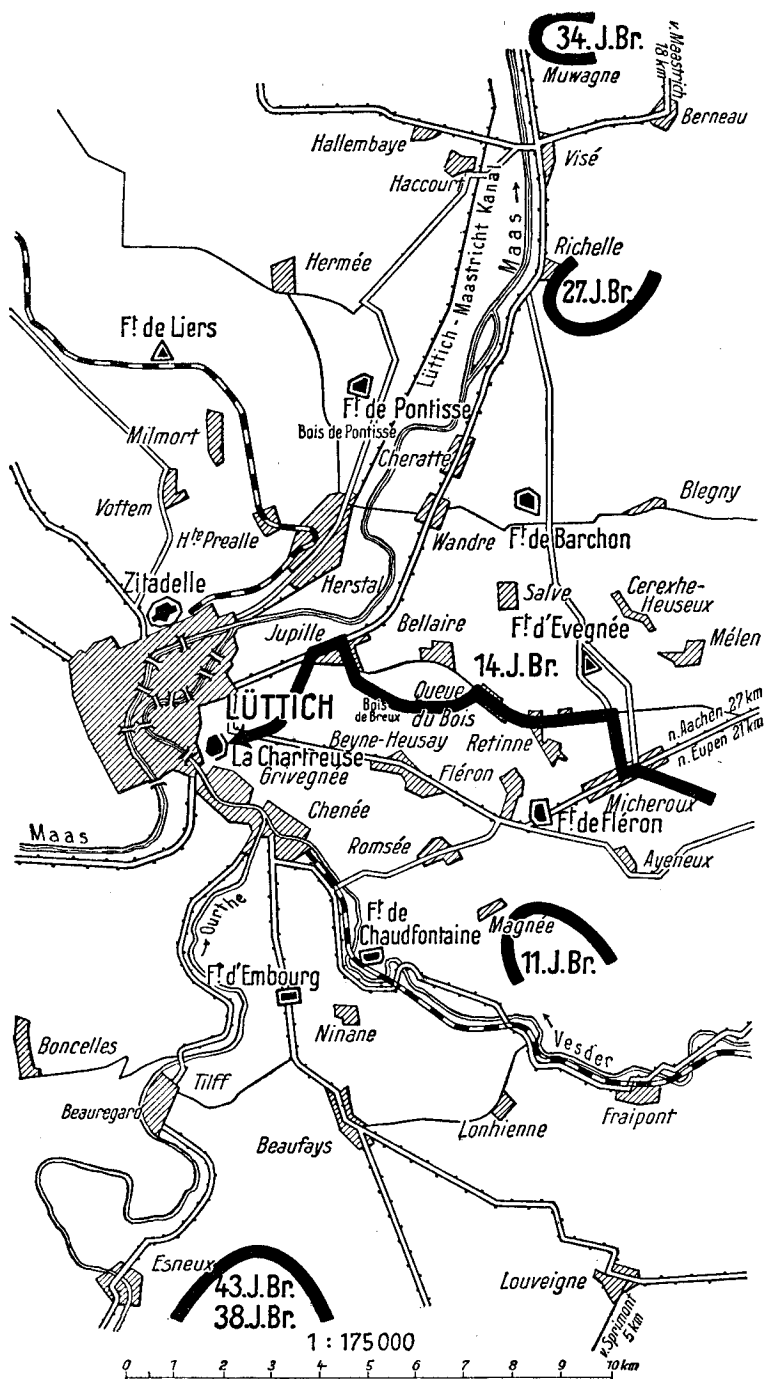 34. J. Br.
Muwagne
v. Maastrich
18 km
Hallembaye
Berneau
Haccourt
Visé
Lüttich-Maastricht Kanal
Maas
Hermée
Richelle
27. J. Br.
Ft. de Liers
Ft. de Pontisse
Bois de Pontisse
Milmort
Cheratte
Vottem
Blegny
Hte Prealle
Wandre
Ft. de Barchon
Zitadelle
Herstal
Salve
Cerexhe-
Heuseux
Jupille
Bellaire
Ft. d'Evegnée
Mélen
14. J. Br.
LÜTTICH
Bois
de Breux
Queue
du Bois
Retinne
n. Aachen 27 km
n. Eupen 21 km
La Chartreuse
Beyne-Heusay
Grivegnée
Fléron
Micheroux
Chenée
Ft. de Fléron
Maas
Romsée
Ayeneux
Ourthe
Ft. de
Chaudfontaine
Magnée
11. J. Br.
Ft. d'Embourg
Ninane
Boncelles
Vesder
Tilff
Beauregard
Lonhienne
Fraipont
Beaufays
Esneux
43. J. Br.
38. J. Br.
Louveigne
v. Sprimont
5 km
1 : 175 000
0 1 2 3 4 5 6 7 8 9 10 km